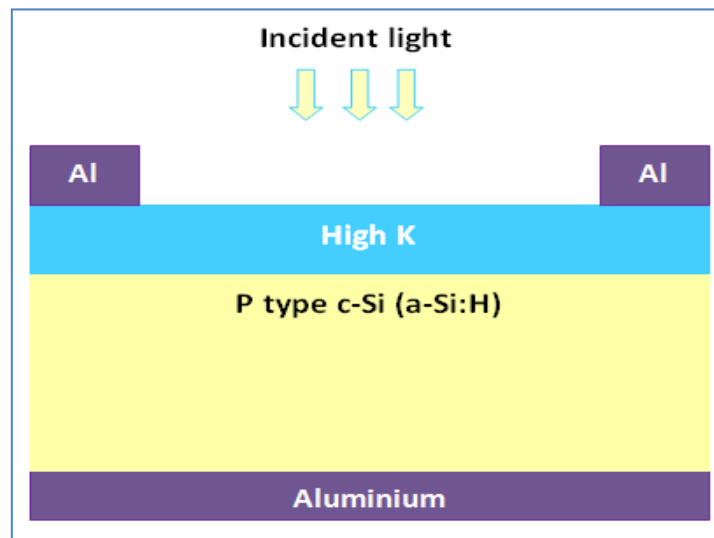 Incident light
Al
Al
High K
P type c-Si (a-Si:H)
Aluminium